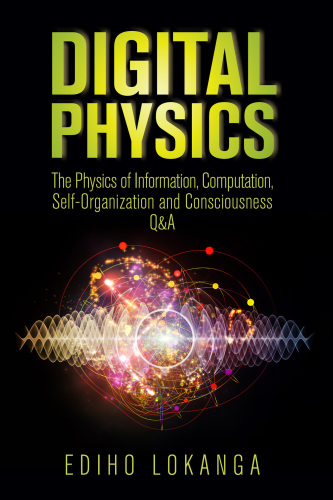 DIGITAL
PHYSICS
The Physics of Information, Computation,
Self-Organization and Consciousness
Q&A
EDIHO LOKANGA